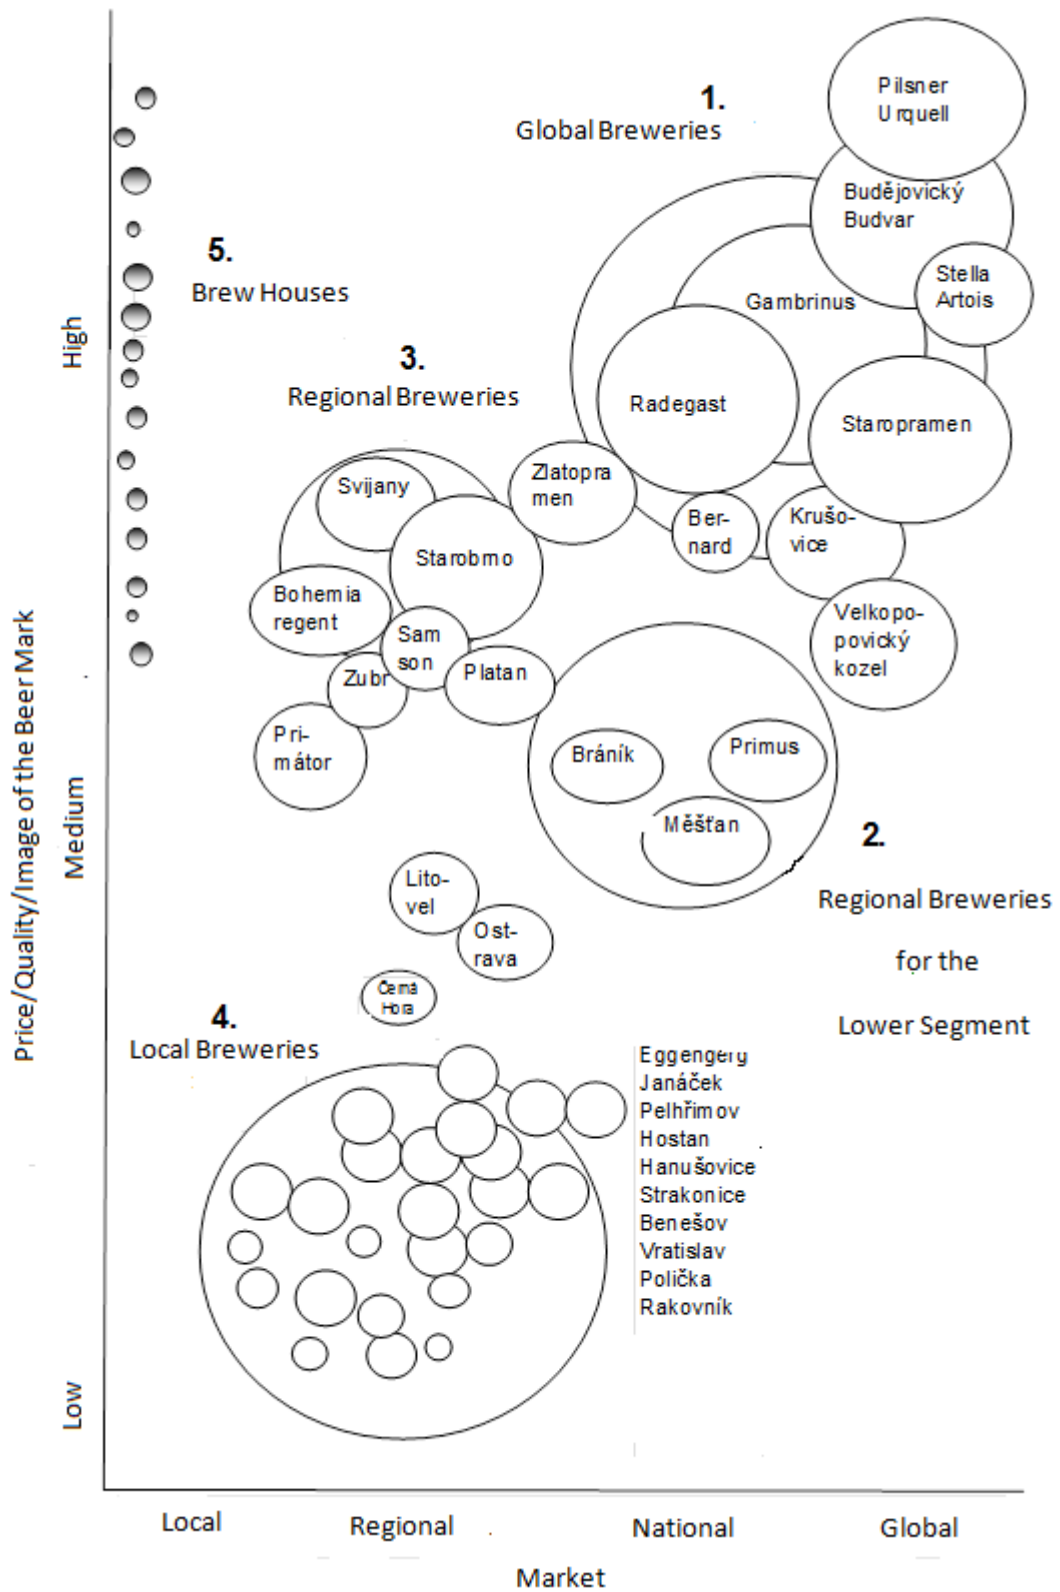 1.
Global Breweries
Pilsner
Urquell
Budějovický
Budvar
Stella
Artois
Gambrinus
Radegast
Staropramen
5.
Brew Houses
3.
Regional Breweries
Svijany
Zlatopra
men
Ber-
nard
Krušo-
vice
Starobrno
Bohemia
regent
Sam
son
Zubr
Platan
Velkopo-
povický
kozel
Pri-
mátor
Bráník
Primus
Měšťan
2.
Regional Breweries
for the
Lower Segment
Lito-
vel
Ost-
rava
Černá
Hora
4.
Local Breweries
Eggengery
Janáček
Pelhřimov
Hostan
Hanušovice
Strakonice
Benešov
Vratislav
Polička
Rakovník
Price/Quality/Image of the Beer Mark
High
Medium
Low
Local
Regional
National
Global
Market